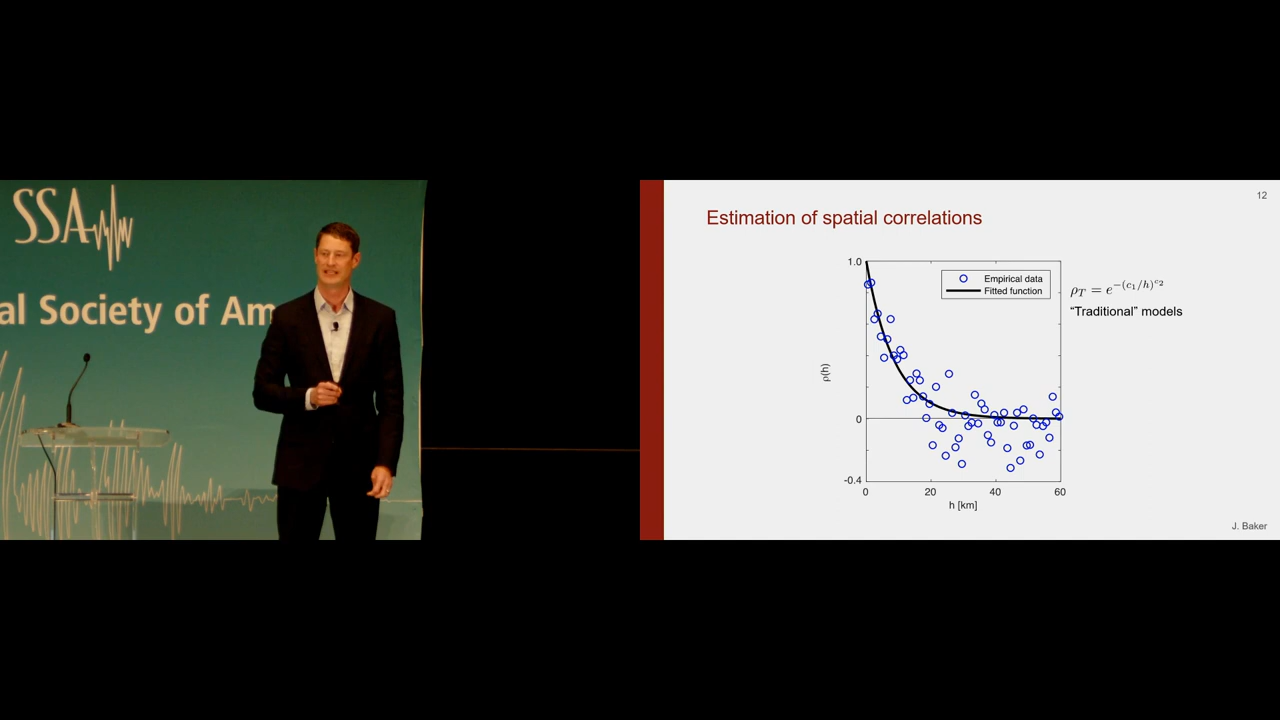 SSA
al Society of Am
12
Estimation of spatial correlations
1.0
Empirical data
Fitted function
ρ_T = e^{-(c_1/h)^{c_2}}
“Traditional” models
ρ(h)
0
-0.4
0 20 40 60
h [km]
J. Baker